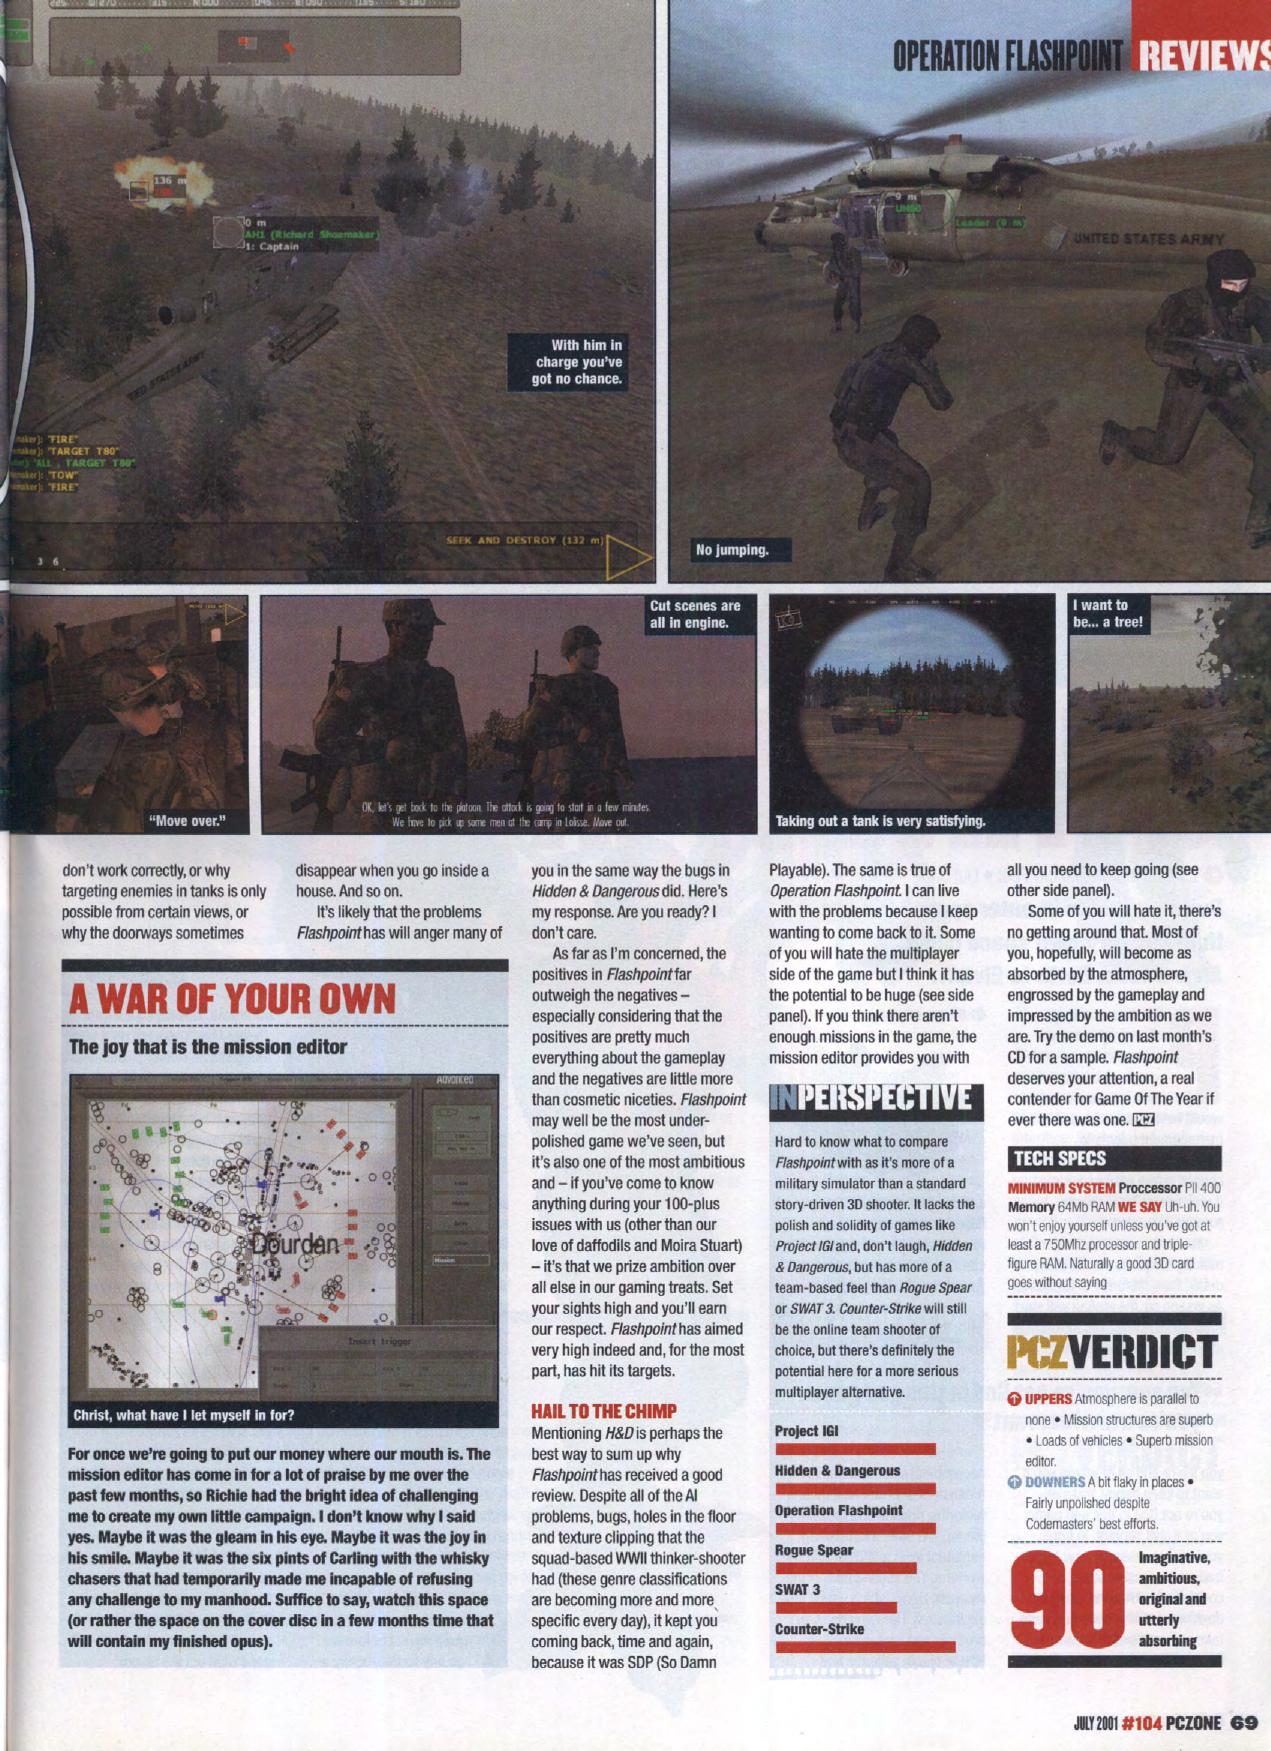 OPERATION FLASHPOINT REVIEWS
136 m
0 m
AH1 (Richard Shoemaker)
1: Captain
UNITED STATES ARMY
With him in
charge you've
got no chance.
"FIRE"
"TARGET T80"
"ALL, TARGET T80"
"TOW"
"FIRE"
SEEK AND DESTROY (132 m)
3 6
9 m
UH60
Leader (9 m)
UNITED STATES ARMY
No jumping.
"Move over."
Cut scenes are
all in engine.
OK, let's get back to the platoon. The attack is going to start in a few minutes.
We have to pick up some men at the camp in Lolisse. Move out.
Taking out a tank is very satisfying.
I want to
be... a tree!
don't work correctly, or why
targeting enemies in tanks is only
possible from certain views, or
why the doorways sometimes
disappear when you go inside a
house. And so on.
It's likely that the problems
Flashpoint has will anger many of
A WAR OF YOUR OWN
The joy that is the mission editor
Advanced
Dourdan
Mission
Insert trigger
Christ, what have I let myself in for?
For once we're going to put our money where our mouth is. The
mission editor has come in for a lot of praise by me over the
past few months, so Richie had the bright idea of challenging
me to create my own little campaign. I don't know why I said
yes. Maybe it was the gleam in his eye. Maybe it was the joy in
his smile. Maybe it was the six pints of Carling with the whisky
chasers that had temporarily made me incapable of refusing
any challenge to my manhood. Suffice to say, watch this space
(or rather the space on the cover disc in a few months time that
will contain my finished opus).
you in the same way the bugs in
Hidden & Dangerous did. Here's
my response. Are you ready? I
don't care.
As far as I'm concerned, the
positives in Flashpoint far
outweigh the negatives –
especially considering that the
positives are pretty much
everything about the gameplay
and the negatives are little more
than cosmetic niceties. Flashpoint
may well be the most under-
polished game we've seen, but
it's also one of the most ambitious
and – if you've come to know
anything during your 100-plus
issues with us (other than our
love of daffodils and Moira Stuart)
– it's that we prize ambition over
all else in our gaming treats. Set
your sights high and you'll earn
our respect. Flashpoint has aimed
very high indeed and, for the most
part, has hit its targets.
HAIL TO THE CHIMP
Mentioning H&D is perhaps the
best way to sum up why
Flashpoint has received a good
review. Despite all of the AI
problems, bugs, holes in the floor
and texture clipping that the
squad-based WWII thinker-shooter
had (these genre classifications
are becoming more and more
specific every day), it kept you
coming back, time and again,
because it was SDP (So Damn
Playable). The same is true of
Operation Flashpoint. I can live
with the problems because I keep
wanting to come back to it. Some
of you will hate the multiplayer
side of the game but I think it has
the potential to be huge (see side
panel). If you think there aren't
enough missions in the game, the
mission editor provides you with
INPERSPECTIVE
Hard to know what to compare
Flashpoint with as it's more of a
military simulator than a standard
story-driven 3D shooter. It lacks the
polish and solidity of games like
Project IGI and, don't laugh, Hidden
& Dangerous, but has more of a
team-based feel than Rogue Spear
or SWAT 3. Counter-Strike will still
be the online team shooter of
choice, but there's definitely the
potential here for a more serious
multiplayer alternative.
Project IGI
Hidden & Dangerous
Operation Flashpoint
Rogue Spear
SWAT 3
Counter-Strike
all you need to keep going (see
other side panel).
Some of you will hate it, there's
no getting around that. Most of
you, hopefully, will become as
absorbed by the atmosphere,
engrossed by the gameplay and
impressed by the ambition as we
are. Try the demo on last month's
CD for a sample. Flashpoint
deserves your attention, a real
contender for Game Of The Year if
ever there was one. PCZ
TECH SPECS
MINIMUM SYSTEM Proccessor PII 400
Memory 64Mb RAM WE SAY Uh-uh. You
won't enjoy yourself unless you've got at
least a 750Mhz processor and triple-
figure RAM. Naturally a good 3D card
goes without saying
PCZVERDICT
UPPERS Atmosphere is parallel to
none • Mission structures are superb
• Loads of vehicles • Superb mission
editor.
DOWNERS A bit flaky in places •
Fairly unpolished despite
Codemasters' best efforts.
90
Imaginative,
ambitious,
original and
utterly
absorbing
JULY 2001 #104 PCZONE 69